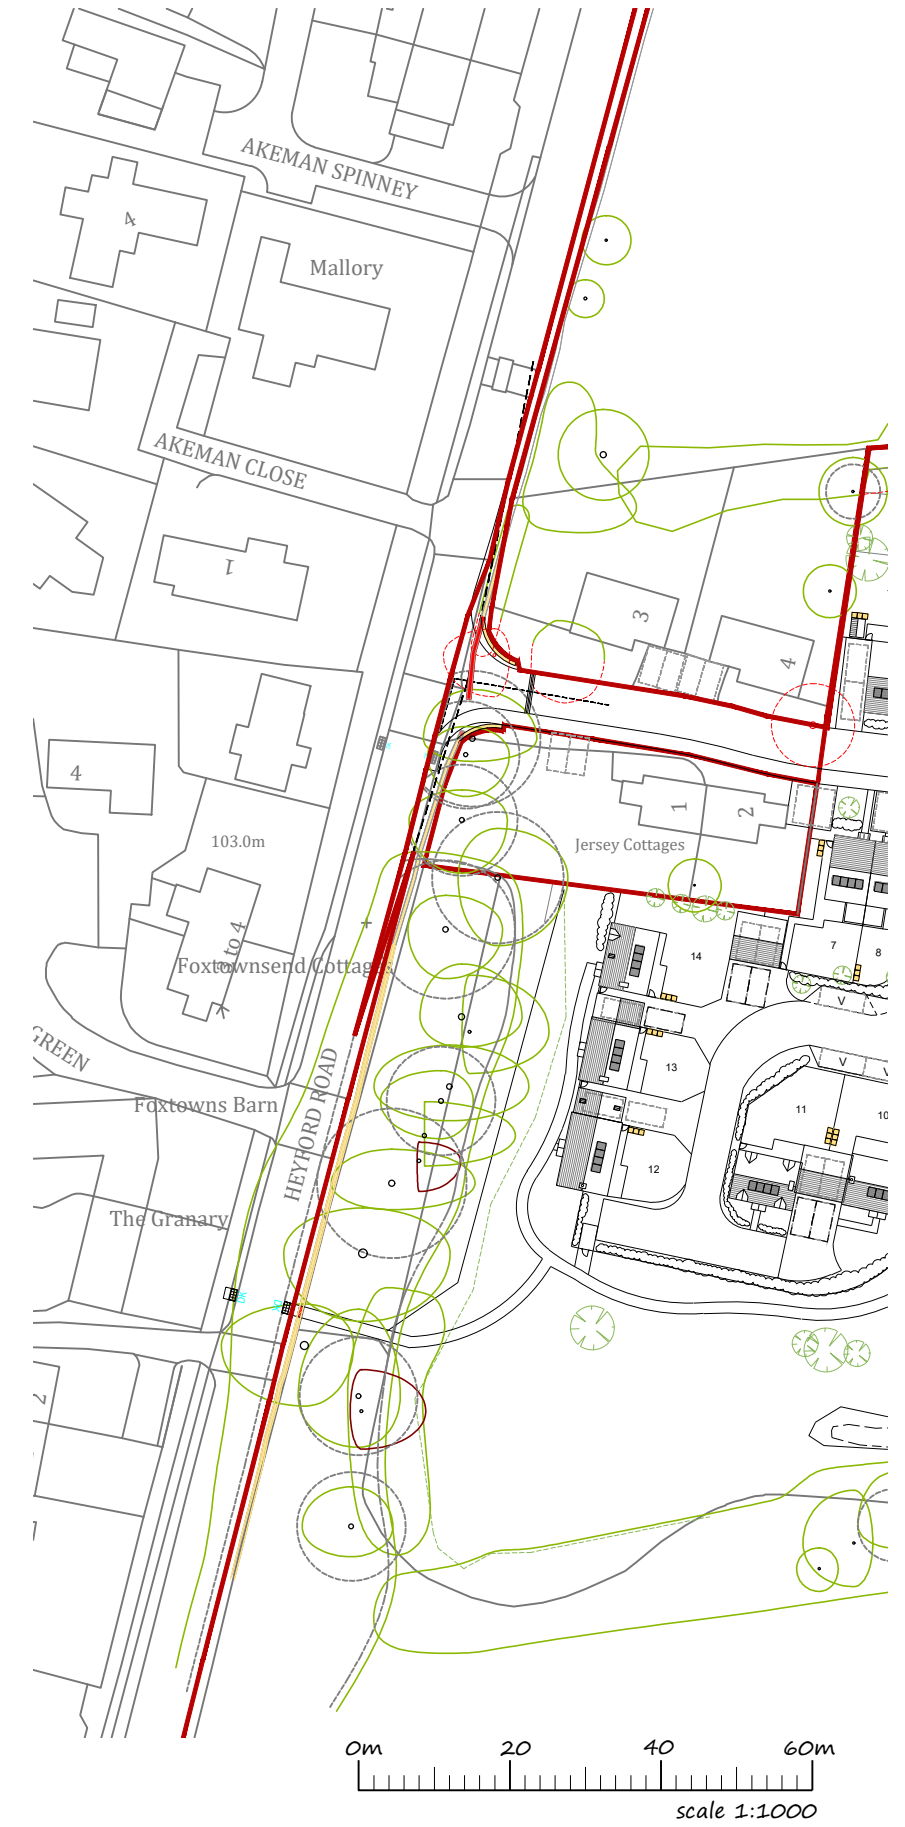 AKEMAN SPINNEY
4
Mallory
AKEMAN CLOSE
1
3
4
4
1
2
103.0m
Jersey Cottages
to 4
Foxtownsend Cottages
14
7
8
GREEN
HEYFORD ROAD
V
13
V
V
Foxtowns Barn
11
10
12
The Granary
2
0m 20 40 60m
scale 1:1000